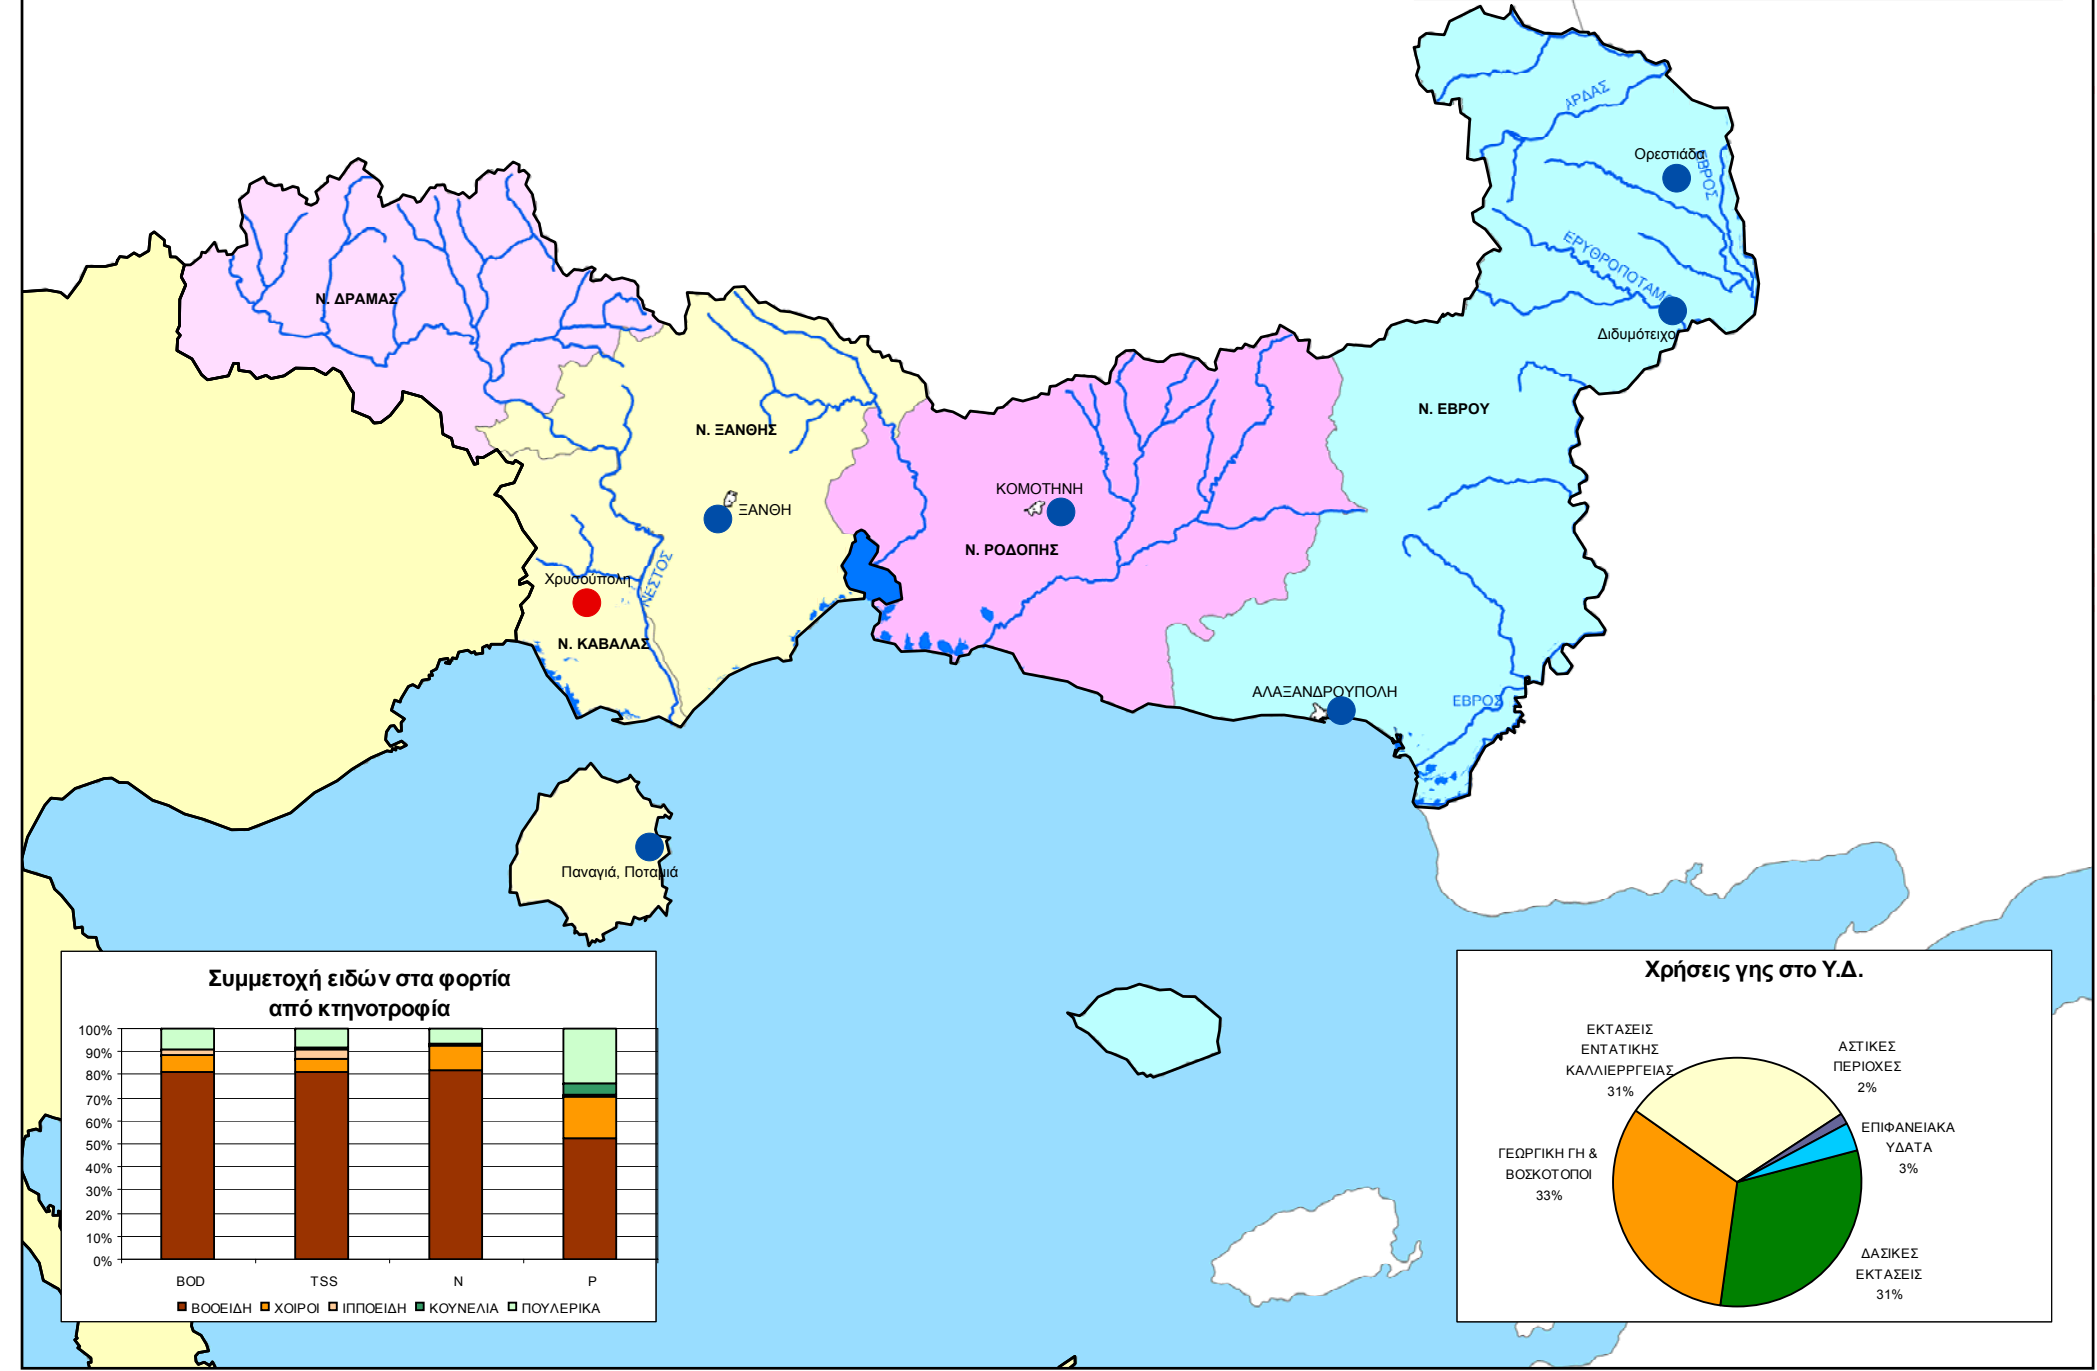 ΑΡΔΑΣ
Ορεστιάδα
ΕΒΡΟΣ
ΕΡΥΘΡΟΠΟΤΑΜ
Διδυμότειχο
Ν. ΔΡΑΜΑΣ
Ν. ΕΒΡΟΥ
Ν. ΞΑΝΘΗΣ
ΚΟΜΟΤΗΝΗ
ΞΑΝΘΗ
Ν. ΡΟΔΟΠΗΣ
ΝΕΣΤΟΣ
Χρυσούπολη
Ν. ΚΑΒΑΛΑΣ
ΑΛΑΞΑΝΔΡΟΥΠΟΛΗ
ΕΒΡΟΣ
Παναγιά, Ποταμιά
Συμμετοχή ειδών στα φορτία
από κτηνοτροφία
100%
90%
80%
70%
60%
50%
40%
30%
20%
10%
0%
BOD TSS N P
ΒΟΟΕΙΔΗ ΧΟΙΡΟΙ ΙΠΠΟΕΙΔΗ ΚΟΥΝΕΛΙΑ ΠΟΥΛΕΡΙΚΑ
Χρήσεις γης στο Υ.Δ.
ΕΚΤΑΣΕΙΣ
ΕΝΤΑΤΙΚΗΣ
ΚΑΛΛΙΕΡΡΓΕΙΑΣ
31%
ΑΣΤΙΚΕΣ
ΠΕΡΙΟΧΕΣ
2%
ΕΠΙΦΑΝΕΙΑΚΑ
ΥΔΑΤΑ
3%
ΓΕΩΡΓΙΚΗ ΓΗ &
ΒΟΣΚΟΤΟΠΟΙ
33%
ΔΑΣΙΚΕΣ
ΕΚΤΑΣΕΙΣ
31%